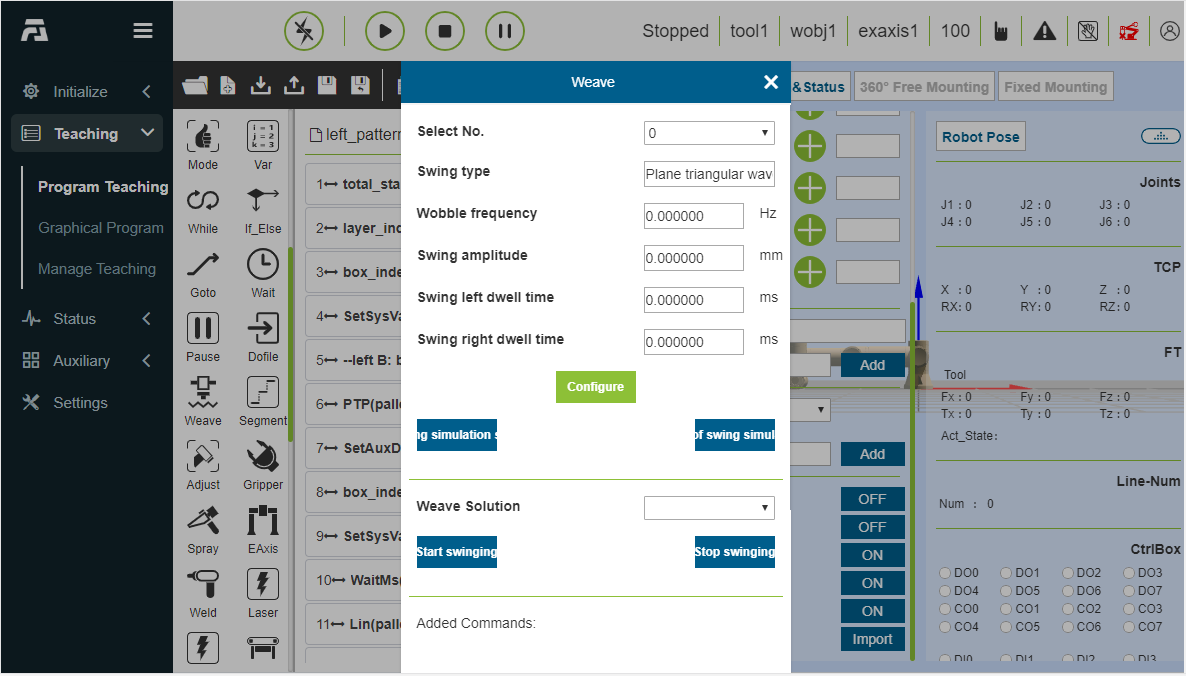 Stopped tool1 wobj1 exaxis1 100
Initialize
Teaching
Program Teaching
Graphical Program
Manage Teaching
Status
Auxiliary
Settings
Mode Var
i = 1
j = 2
k = 3
While If_Else
Goto Wait
Pause Dofile
Weave Segment
Adjust Gripper
Spray EAxis
Weld Laser
left_pattern
1 total_sta
2 layer_ind
3 box_inde
4 SetSysVa
5 --left B: b
6 PTP(palle
7 SetAuxD
8 box_inde
9 SetSysVa
10 WaitMs(
11 Lin(palle
Weave
Select No. 0
Swing type Plane triangular wav
Wobble frequency 0.000000 Hz
Swing amplitude 0.000000 mm
Swing left dwell time 0.000000 ms
Swing right dwell time 0.000000 ms
Configure
ng simulation s of swing simul
Weave Solution
Start swinging Stop swinging
Added Commands:
&Status 360° Free Mounting Fixed Mounting
Add
Add
OFF
OFF
ON
ON
ON
Import
Robot Pose
Joints
J1 : 0 J2 : 0 J3 : 0
J4 : 0 J5 : 0 J6 : 0
TCP
X : 0 Y : 0 Z : 0
RX: 0 RY: 0 RZ: 0
FT
Tool
Fx : 0 Fy : 0 Fz : 0
Tx : 0 Ty : 0 Tz : 0
Act_State:
Line-Num
Num : 0
CtrlBox
DO0 DO1 DO2 DO3
DO4 DO5 DO6 DO7
CO0 CO1 CO2 CO3
CO4 CO5 CO6 CO7
DI0 DI1 DI2 DI3